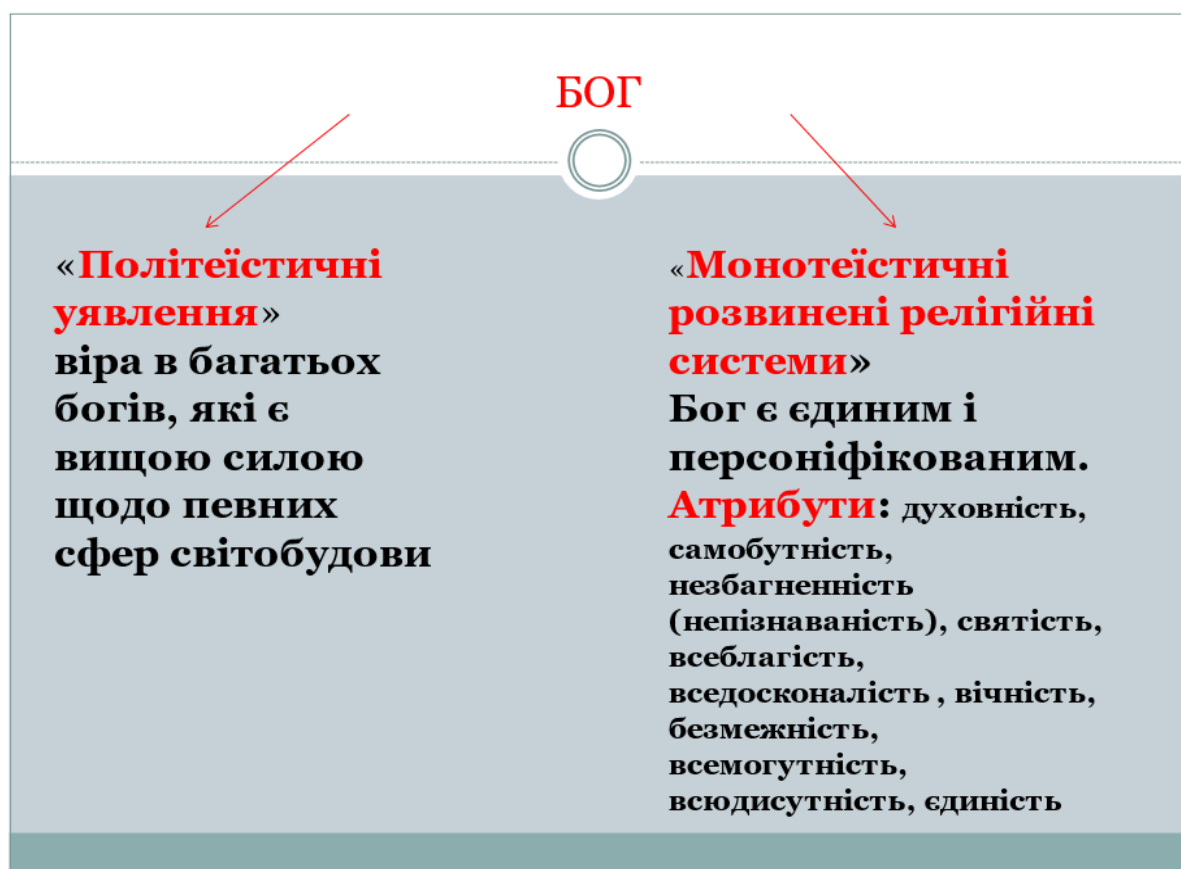 БОГ
«Політеїстичні
уявлення»
віра в багатьох
богів, які є
вищою силою
щодо певних
сфер світобудови
«Монотеїстичні
розвинені релігійні
системи»
Бог є єдиним і
персоніфікованим.
Атрибути: духовність,
самобутність,
незбагненність
(непізнаваність), святість,
всеблагість,
вседосконалість , вічність,
безмежність,
всемогутність,
всюдисутність, єдиність